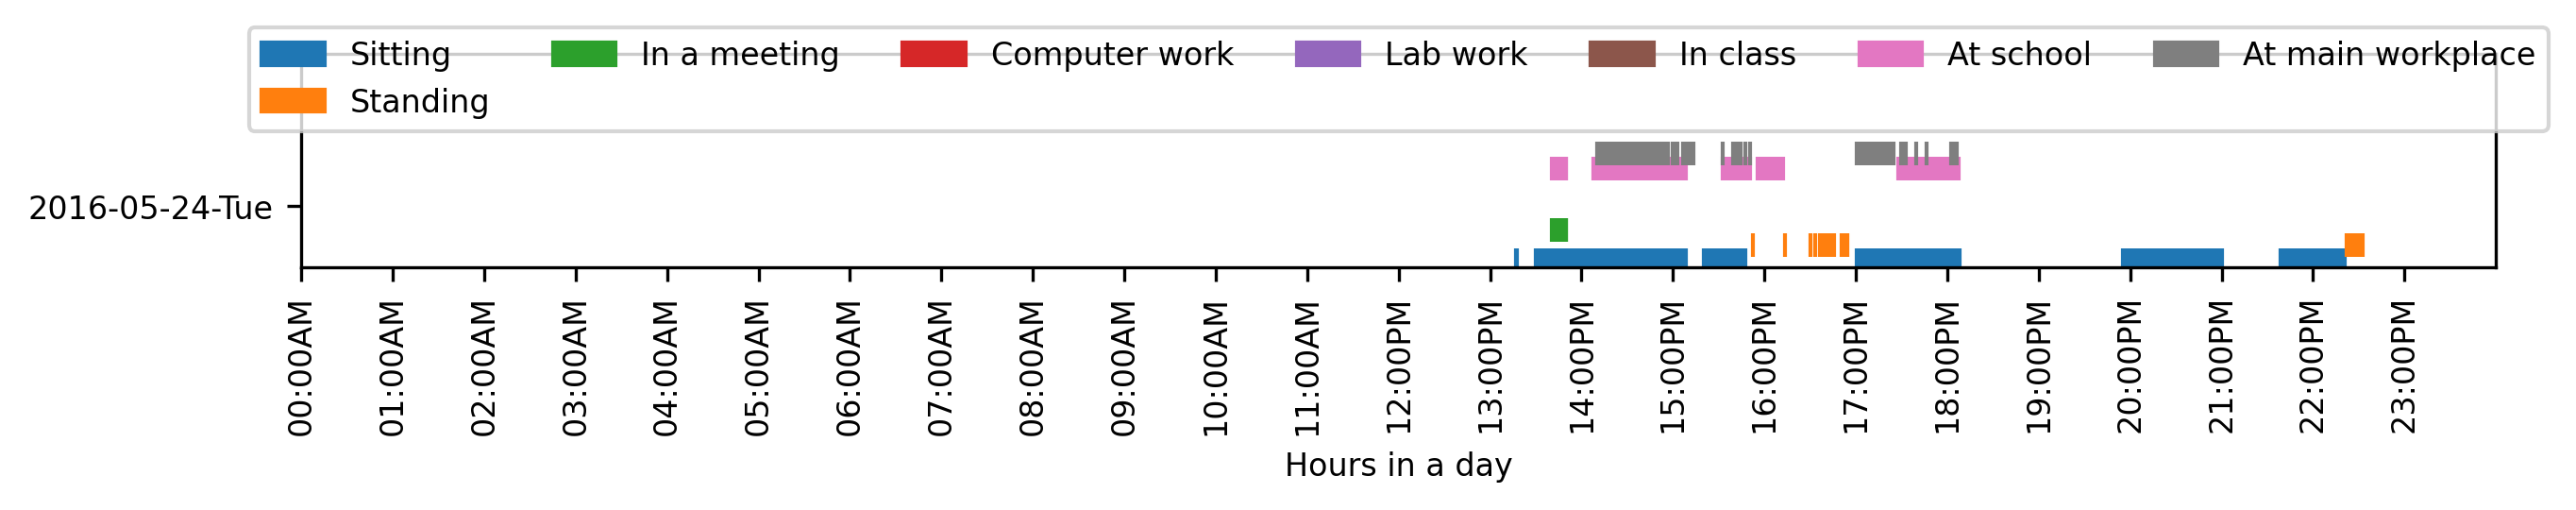 Sitting In a meeting Computer work Lab work In class At school At main workplace
Standing
2016-05-24-Tue
00:00AM 01:00AM 02:00AM 03:00AM 04:00AM 05:00AM 06:00AM 07:00AM 08:00AM 09:00AM 10:00AM 11:00AM 12:00PM 13:00PM 14:00PM 15:00PM 16:00PM 17:00PM 18:00PM 19:00PM 20:00PM 21:00PM 22:00PM 23:00PM
Hours in a day